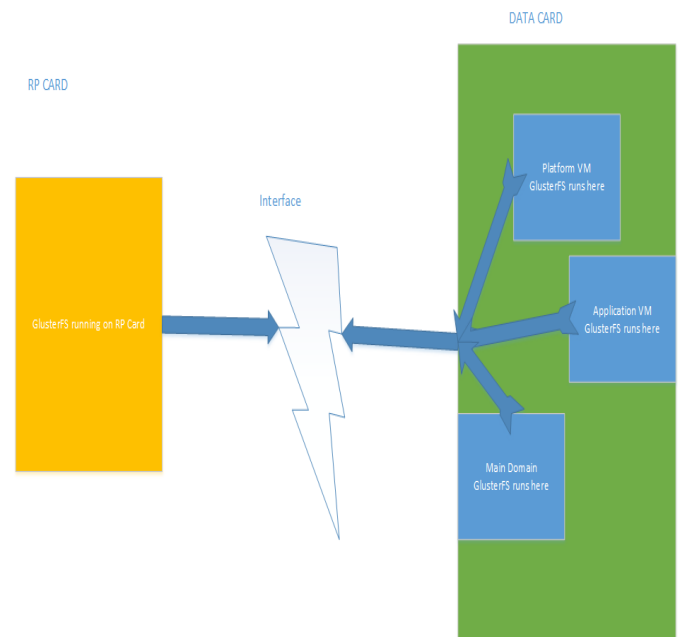 DATA CARD
RP CARD
Platform VM
GlusterFS runs here
Interface
Application VM
GlusterFS runs here
GlusterFS running on RP Card
Main Domain
GlusterFS runs here